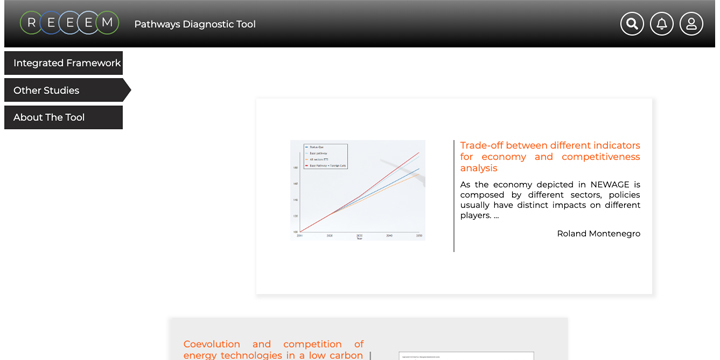 REEEM Pathways Diagnostic Tool
Integrated Framework
Other Studies
About The Tool
Trade-off between different indicators
for economy and competitiveness
analysis
As the economy depicted in NEWAGE is
composed by different sectors, policies
usually have distinct impacts on different
players. ...
Roland Montenegro
Coevolution and competition of
energy technologies in a low carbon